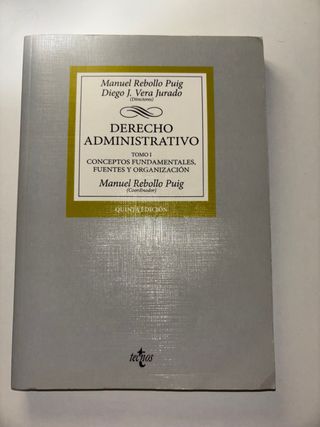 Manuel Rebollo Puig
Diego J. Vera Jurado
(Directores)
DERECHO
ADMINISTRATIVO
TOMO I
CONCEPTOS FUNDAMENTALES,
FUENTES Y ORGANIZACIÓN
Manuel Rebollo Puig
(Coordinador)
QUINTA EDICIÓN
tecnos